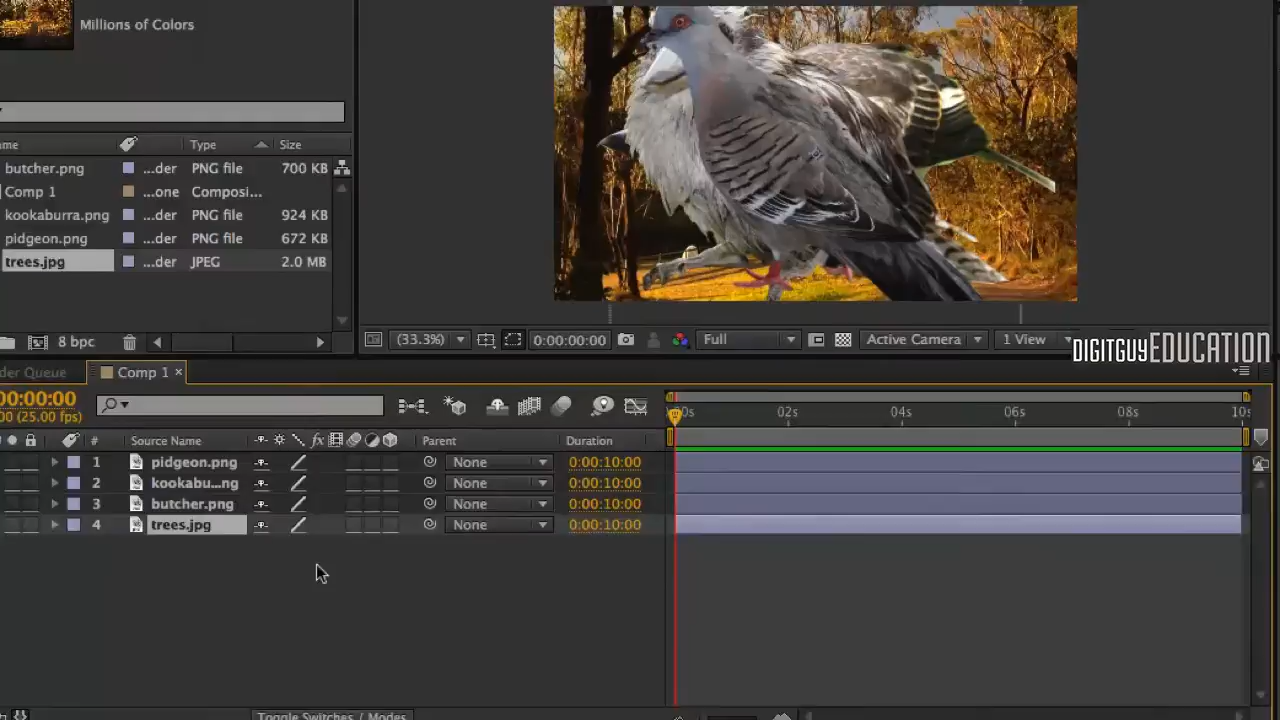 Millions of Colors
ame
Type
Size
butcher.png
...der
PNG file
700 KB
Comp 1
...one
Composi...
kookaburra.png
...der
PNG file
924 KB
pidgeon.png
...der
PNG file
672 KB
trees.jpg
...der
JPEG
2.0 MB
8 bpc
(33.3%)
0:00:00:00
Full
Active Camera
1 View
DIGITGUYEDUCATION
der Queue
Comp 1
00:00:00
00 (25.00 fps)
:00s
02s
04s
06s
08s
10s
#
Source Name
fx
Parent
Duration
1
pidgeon.png
None
0:00:10:00
2
kookabu...ng
None
0:00:10:00
3
butcher.png
None
0:00:10:00
4
trees.jpg
None
0:00:10:00
Toggle Switches / Modes